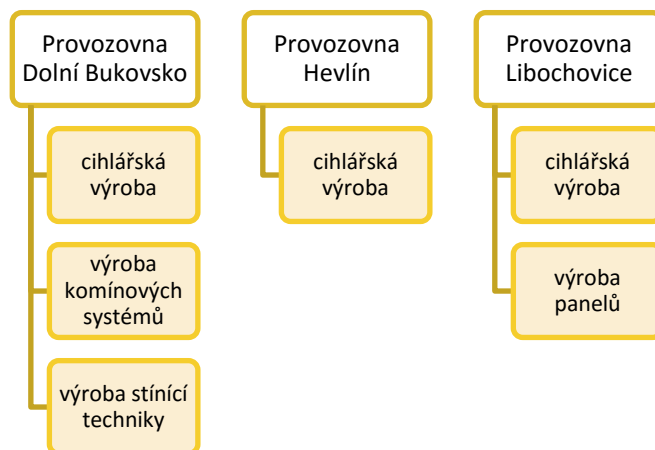 Provozovna
Dolní Bukovsko
cihlářská
výroba
výroba
komínových
systémů
výroba stínící
techniky
Provozovna
Hevlín
cihlářská
výroba
Provozovna
Libochovice
cihlářská
výroba
výroba
panelů